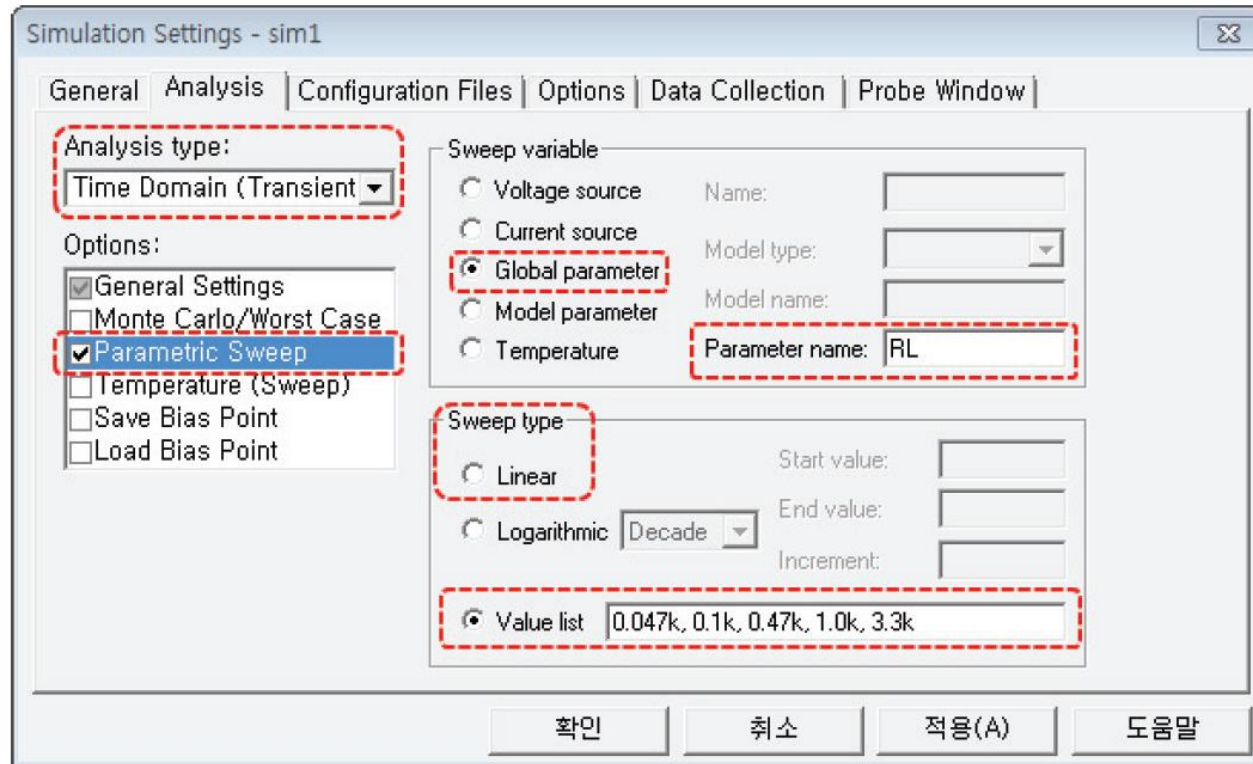 Simulation Settings - sim1
General Analysis Configuration Files Options Data Collection Probe Window
Analysis type:
Time Domain (Transient
Options:
General Settings
Monte Carlo/Worst Case
Parametric Sweep
Temperature (Sweep)
Save Bias Point
Load Bias Point
Sweep variable
Voltage source
Current source
Global parameter
Model parameter
Temperature
Name:
Model type:
Model name:
Parameter name: RL
Sweep type
Linear
Logarithmic Decade
Start value:
End value:
Increment:
Value list 0.047k, 0.1k, 0.47k, 1.0k, 3.3k
확인 취소 적용(A) 도움말